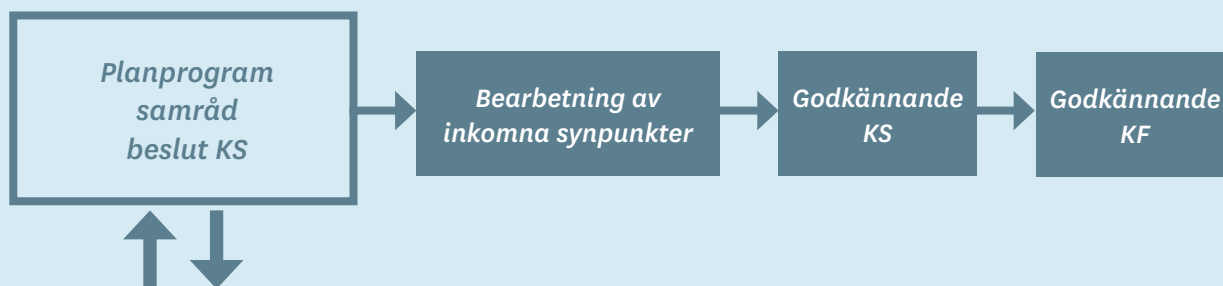 Planprogram
samråd
beslut KS
Bearbetning av
inkomna synpunkter
Godkännande
KS
Godkännande
KF